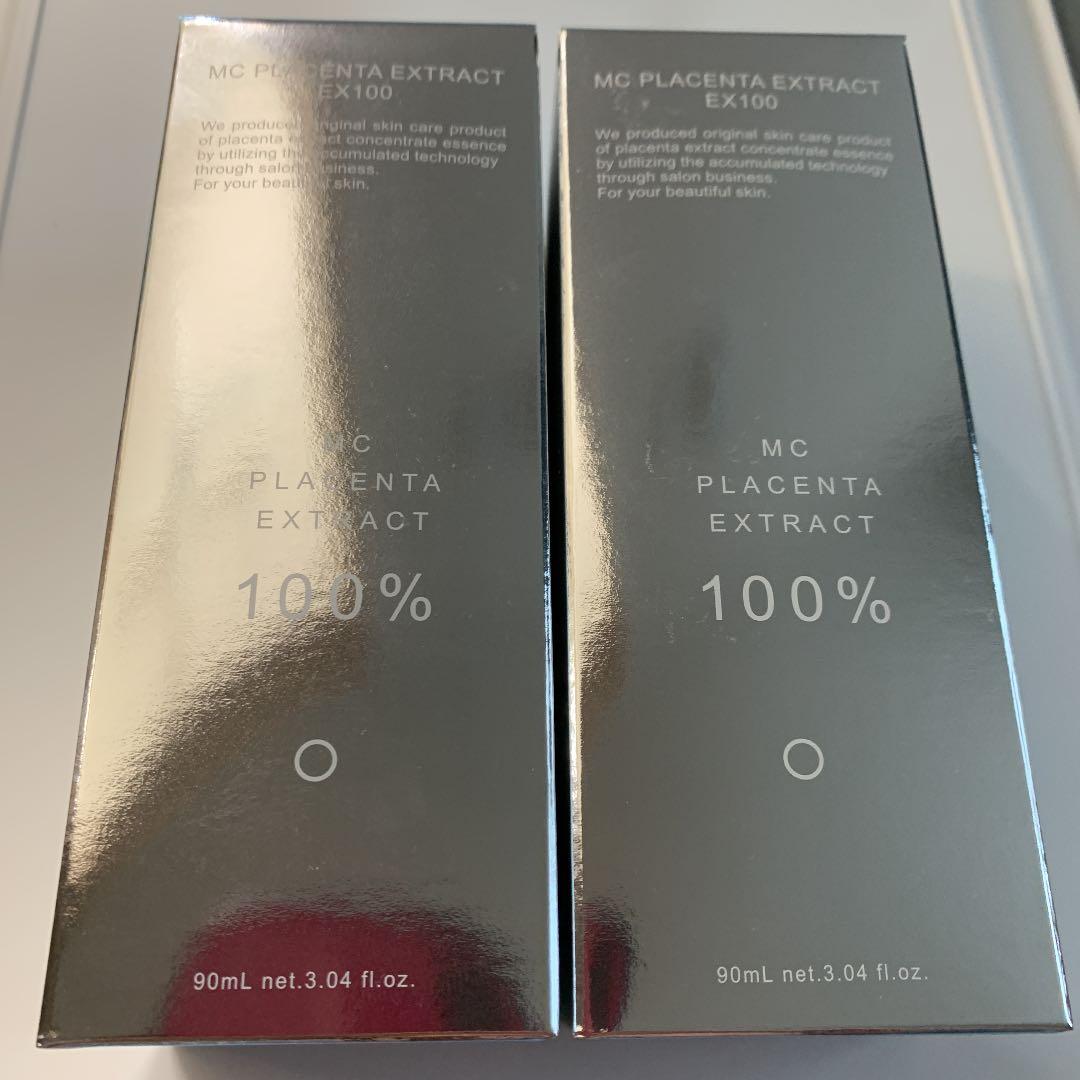 MC PLACENTA EXTRACT
EX100
We produced original skin care product
of placenta extract concentrate essence
by utilizing the accumulated technology
through salon business.
For your beautiful skin.
MC
PLACENTA
EXTRACT
100%
90mL net.3.04 fl.oz.
MC PLACENTA EXTRACT
EX100
We produced original skin care product
of placenta extract concentrate essence
by utilizing the accumulated technology
through salon business.
For your beautiful skin.
MC
PLACENTA
EXTRACT
100%
90mL net.3.04 fl.oz.